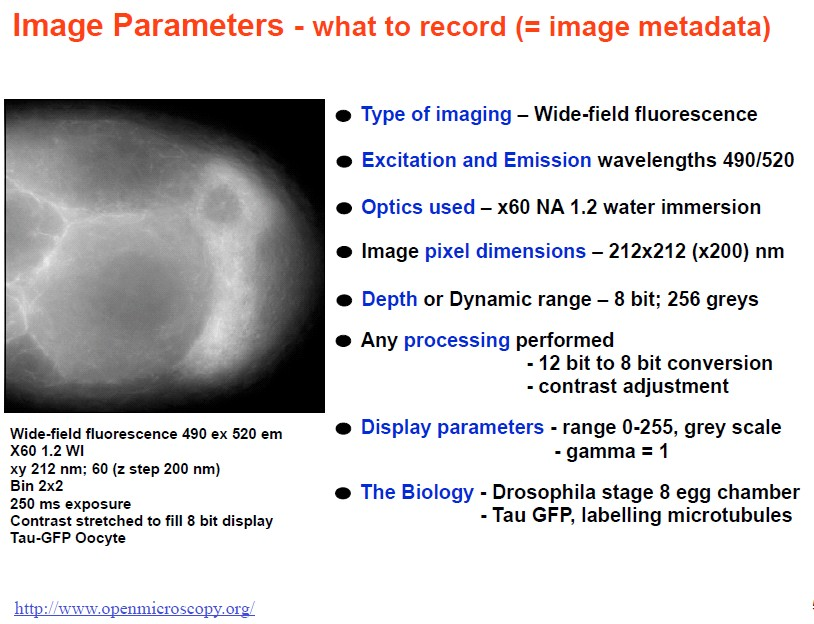 Image Parameters - what to record (= image metadata)
Type of imaging – Wide-field fluorescence
Excitation and Emission wavelengths 490/520
Optics used – x60 NA 1.2 water immersion
Image pixel dimensions – 212x212 (x200) nm
Depth or Dynamic range – 8 bit; 256 greys
Any processing performed
- 12 bit to 8 bit conversion
- contrast adjustment
Display parameters - range 0-255, grey scale
- gamma = 1
The Biology - Drosophila stage 8 egg chamber
- Tau GFP, labelling microtubules
Wide-field fluorescence 490 ex 520 em
X60 1.2 WI
xy 212 nm; 60 (z step 200 nm)
Bin 2x2
250 ms exposure
Contrast stretched to fill 8 bit display
Tau-GFP Oocyte
http://www.openmicroscopy.org/